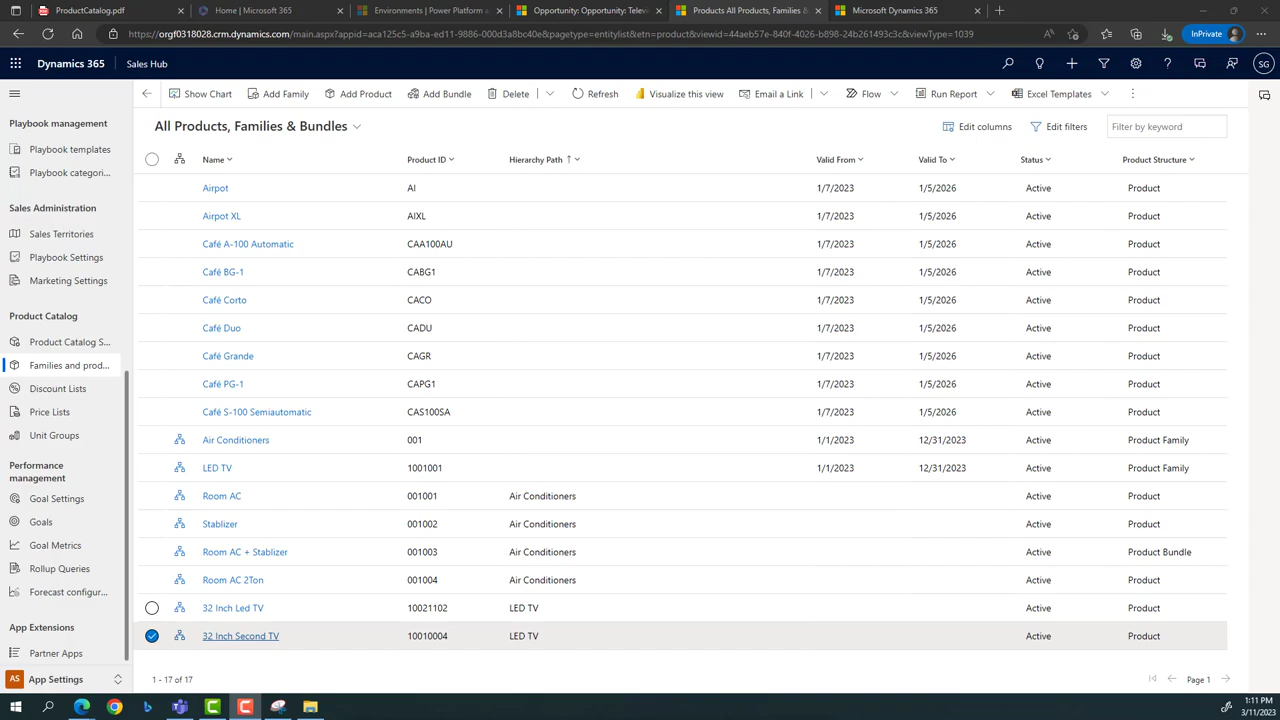 ProductCatalog.pdf
Home | Microsoft 365
Environments | Power Platform a
Opportunity: Opportunity: Telev
Products All Products, Families &
Microsoft Dynamics 365
https://orgf0318028.crm.dynamics.com/main.aspx?appid=aca125c5-a9ba-ed11-9886-000d3a8bc40e&pagetype=entitylist&etn=product&viewid=44aeb57e-840f-4026-b898-24b261493c3c&viewType=1039
InPrivate
Dynamics 365
Sales Hub
SG
Show Chart
Add Family
Add Product
Add Bundle
Delete
Refresh
Visualize this view
Email a Link
Flow
Run Report
Excel Templates
Playbook management
Playbook templates
Playbook categori...
Sales Administration
Sales Territories
Playbook Settings
Marketing Settings
Product Catalog
Product Catalog S...
Families and prod...
Discount Lists
Price Lists
Unit Groups
Performance
management
Goal Settings
Goals
Goal Metrics
Rollup Queries
Forecast configur...
App Extensions
Partner Apps
AS App Settings
All Products, Families & Bundles
Edit columns
Edit filters
Filter by keyword
Name Product ID Hierarchy Path Valid From Valid To Status Product Structure
Airpot AI 1/7/2023 1/5/2026 Active Product
Airpot XL AIXL 1/7/2023 1/5/2026 Active Product
Café A-100 Automatic CAA100AU 1/7/2023 1/5/2026 Active Product
Café BG-1 CABG1 1/7/2023 1/5/2026 Active Product
Café Corto CACO 1/7/2023 1/5/2026 Active Product
Café Duo CADU 1/7/2023 1/5/2026 Active Product
Café Grande CAGR 1/7/2023 1/5/2026 Active Product
Café PG-1 CAPG1 1/7/2023 1/5/2026 Active Product
Café S-100 Semiautomatic CAS100SA 1/7/2023 1/5/2026 Active Product
Air Conditioners 001 1/1/2023 12/31/2023 Active Product Family
LED TV 1001001 1/1/2023 12/31/2023 Active Product Family
Room AC 001001 Air Conditioners Active Product
Stablizer 001002 Air Conditioners Active Product
Room AC + Stablizer 001003 Air Conditioners Active Product Bundle
Room AC 2Ton 001004 Air Conditioners Active Product
32 Inch Led TV 10021102 LED TV Active Product
32 Inch Second TV 10010004 LED TV Active Product
1 - 17 of 17
Page 1
1:11 PM
3/11/2023